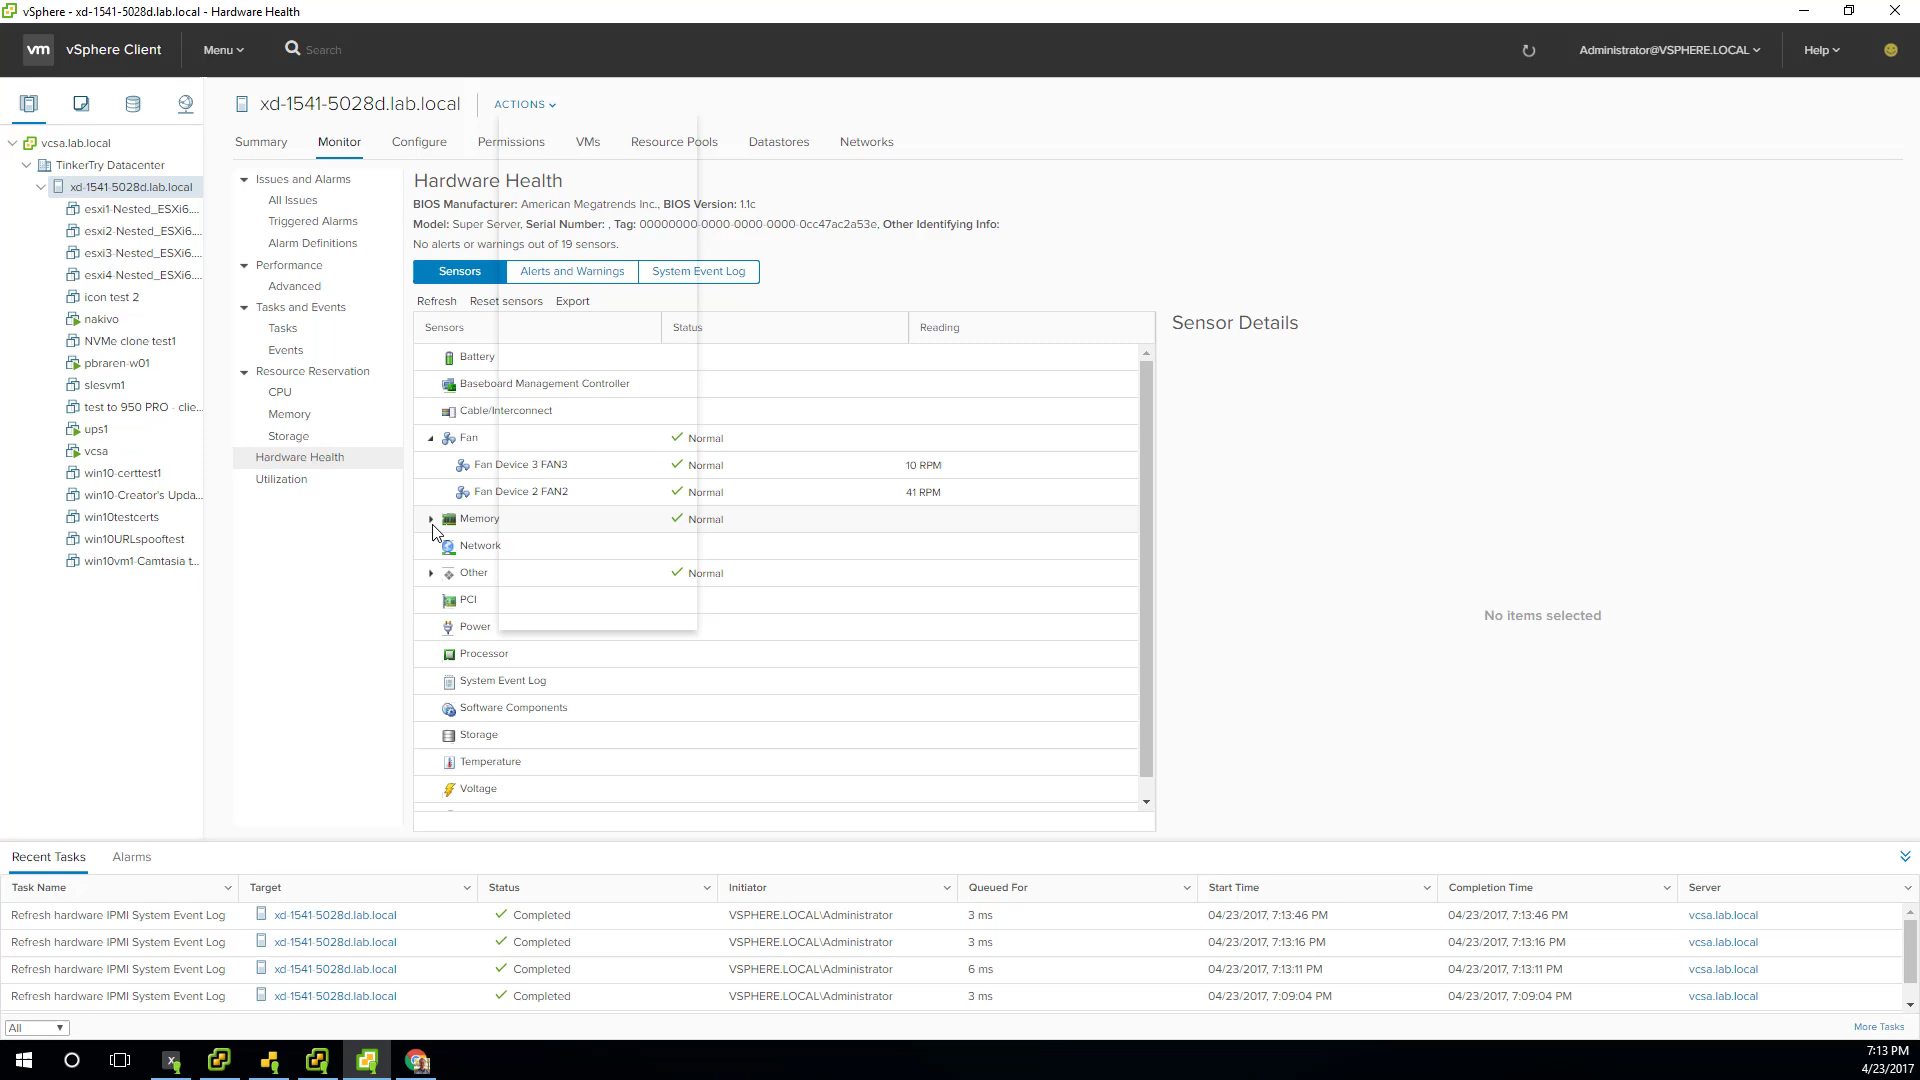 vSphere - xd-1541-5028d.lab.local - Hardware Health
vm vSphere Client Menu Search Administrator@VSPHERE.LOCAL Help
xd-1541-5028d.lab.local ACTIONS
Summary Monitor Configure Permissions VMs Resource Pools Datastores Networks
vcsa.lab.local
TinkerTry Datacenter
xd-1541-5028d.lab.local
esxi1-Nested_ESXi6....
esxi2-Nested_ESXi6....
esxi3-Nested_ESXi6....
esxi4-Nested_ESXi6....
icon test 2
nakivo
NVMe clone test1
pbraren-w01
slesvm1
test to 950 PRO - clie...
ups1
vcsa
win10-certtest1
win10-Creator's Upda...
win10testcerts
win10URLspooftest
win10vm1-Camtasia t...
Issues and Alarms
All Issues
Triggered Alarms
Alarm Definitions
Performance
Advanced
Tasks and Events
Tasks
Events
Resource Reservation
CPU
Memory
Storage
Hardware Health
Utilization
Hardware Health
BIOS Manufacturer: American Megatrends Inc., BIOS Version: 1.1c
Model: Super Server, Serial Number: , Tag: 00000000-0000-0000-0000-0cc47ac2a53e, Other Identifying Info:
No alerts or warnings out of 19 sensors.
Sensors Alerts and Warnings System Event Log
Refresh Reset sensors Export
Sensors Status Reading
Battery
Baseboard Management Controller
Cable/Interconnect
Fan Normal
Fan Device 3 FAN3 Normal 10 RPM
Fan Device 2 FAN2 Normal 41 RPM
Memory Normal
Network
Other Normal
PCI
Power
Processor
System Event Log
Software Components
Storage
Temperature
Voltage
Sensor Details
No items selected
Recent Tasks Alarms
Task Name Target Status Initiator Queued For Start Time Completion Time Server
Refresh hardware IPMI System Event Log xd-1541-5028d.lab.local Completed VSPHERE.LOCAL\Administrator 3 ms 04/23/2017, 7:13:46 PM 04/23/2017, 7:13:46 PM vcsa.lab.local
Refresh hardware IPMI System Event Log xd-1541-5028d.lab.local Completed VSPHERE.LOCAL\Administrator 3 ms 04/23/2017, 7:13:16 PM 04/23/2017, 7:13:16 PM vcsa.lab.local
Refresh hardware IPMI System Event Log xd-1541-5028d.lab.local Completed VSPHERE.LOCAL\Administrator 6 ms 04/23/2017, 7:13:11 PM 04/23/2017, 7:13:11 PM vcsa.lab.local
Refresh hardware IPMI System Event Log xd-1541-5028d.lab.local Completed VSPHERE.LOCAL\Administrator 3 ms 04/23/2017, 7:09:04 PM 04/23/2017, 7:09:04 PM vcsa.lab.local
All More Tasks
7:13 PM
4/23/2017